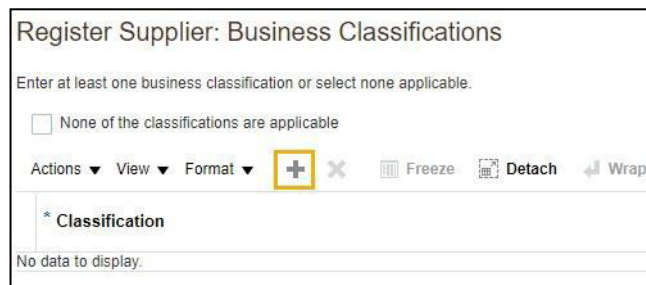 Register Supplier: Business Classifications
Enter at least one business classification or select none applicable.
None of the classifications are applicable
Actions ▼ View ▼ Format ▼ + ✕ Freeze Detach Wrap
* Classification
No data to display.